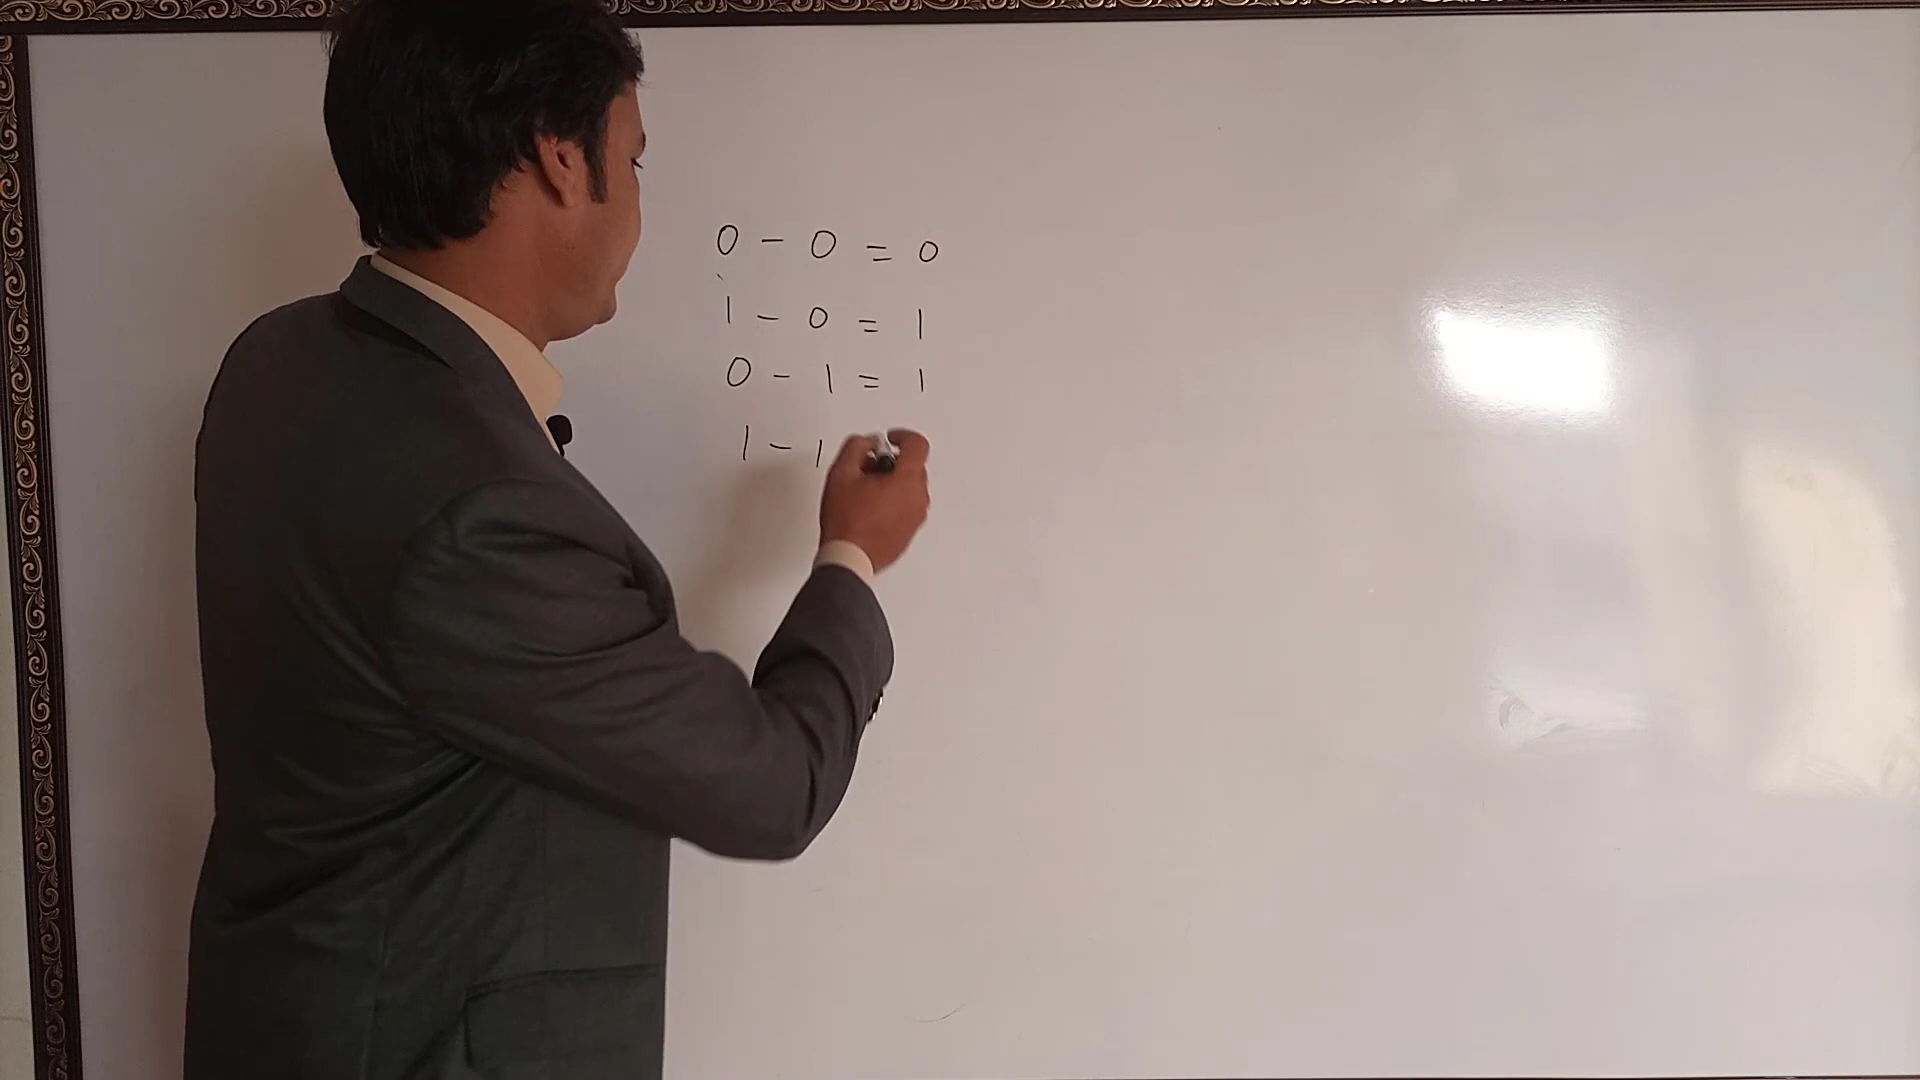 0 - 0 = 0
1 - 0 = 1
0 - 1 = 1
1 - 1